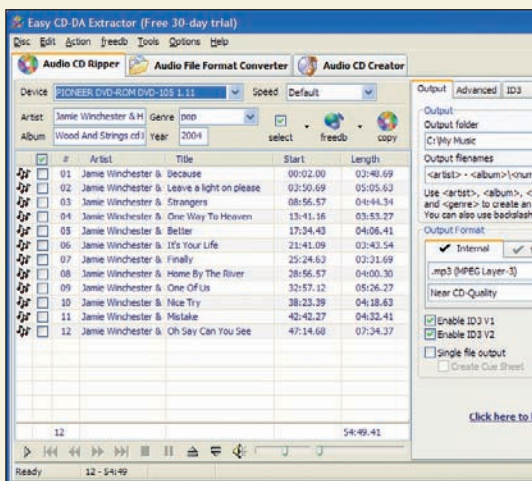 Easy CD-DA Extractor (Free 30-day trial)
Disc Edit Action freedb Tools Options Help
Audio CD Ripper Audio File Format Converter Audio CD Creator
Device PIONEER DVD-ROM DVD-105 1.11 Speed Default
Artist Jamie Winchester & H Genre pop
Album Wood And Strings cd1 Year 2004 select freedb copy
# Artist Title Start Length
01 Jamie Winchester & Because 00:02.00 03:48.69
02 Jamie Winchester & Leave a light on please 03:50.69 05:05.63
03 Jamie Winchester & Strangers 08:56.57 04:44.34
04 Jamie Winchester & One Way To Heaven 13:41.16 03:53.27
05 Jamie Winchester & Better 17:34.43 04:06.41
06 Jamie Winchester & It's Your Life 21:41.09 03:43.54
07 Jamie Winchester & Finally 25:24.63 03:31.69
08 Jamie Winchester & Home By The River 28:56.57 04:00.30
09 Jamie Winchester & One Of Us 32:57.12 05:26.27
10 Jamie Winchester & Nice Try 38:23.39 04:18.63
11 Jamie Winchester & Mistake 42:42.27 04:32.41
12 Jamie Winchester & Oh Say Can You See 47:14.68 07:34.37
12 54:49.41
Ready 12 - 54:49
Output Advanced ID3
Output
Output folder
C:\My Music
Output filenames
<artist> - <album>\<num
Use <artist>, <album>, <
and <genre> to create an
You can also use backslash
Output Format
Internal
.mp3 (MPEG Layer-3)
Near CD-Quality
Enable ID3 V1
Enable ID3 V2
Single file output
Create Cue Sheet
Click here to